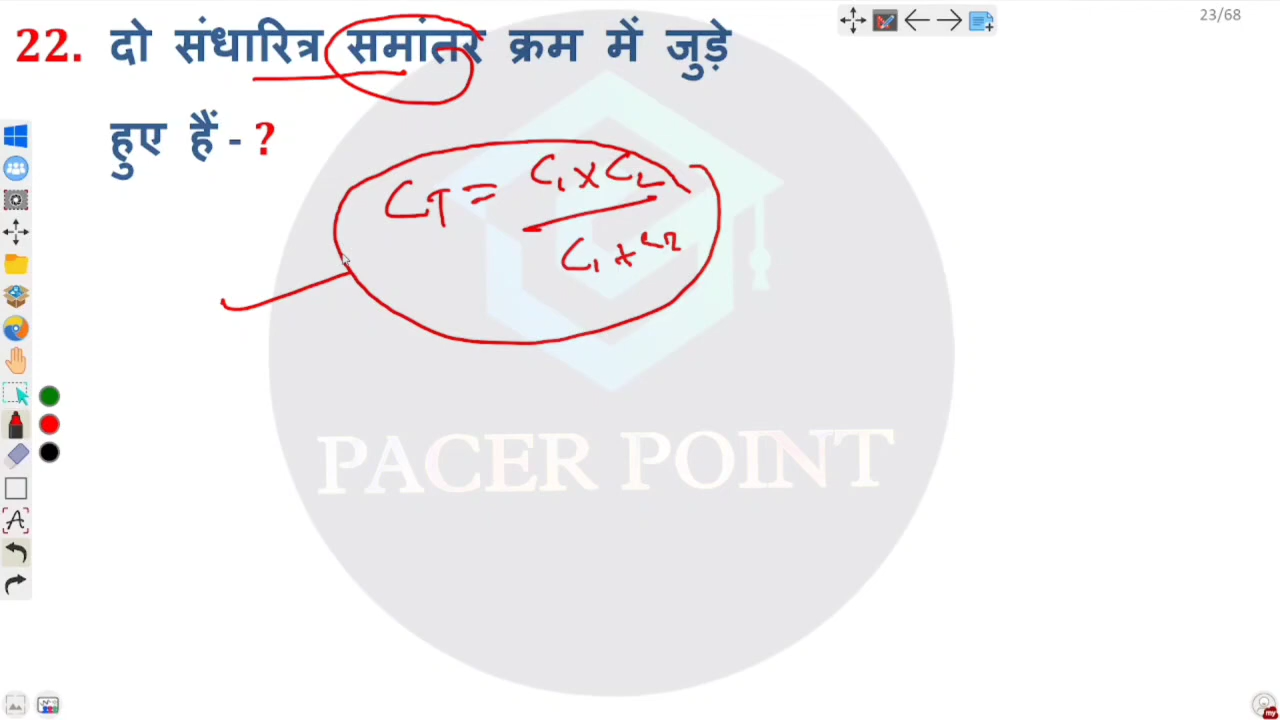 23/68
22. दो संधारित्र समांतर क्रम में जुड़े
हुए हैं - ?
CT = C1 × C2
C1 + C2
PACER POINT